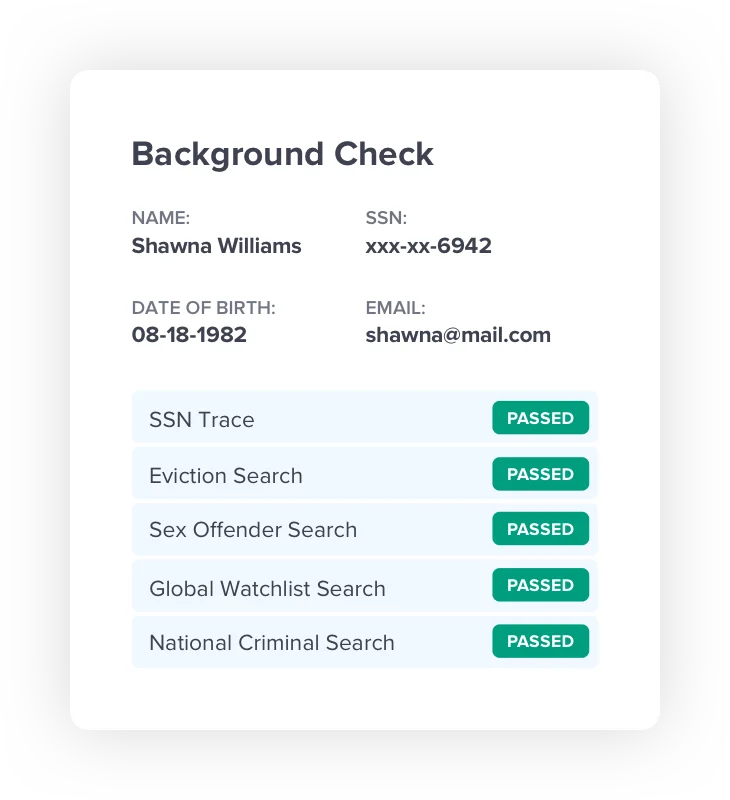 Background Check
NAME: SSN:
Shawna Williams xxx-xx-6942
DATE OF BIRTH: EMAIL:
08-18-1982 shawna@mail.com
SSN Trace PASSED
Eviction Search PASSED
Sex Offender Search PASSED
Global Watchlist Search PASSED
National Criminal Search PASSED